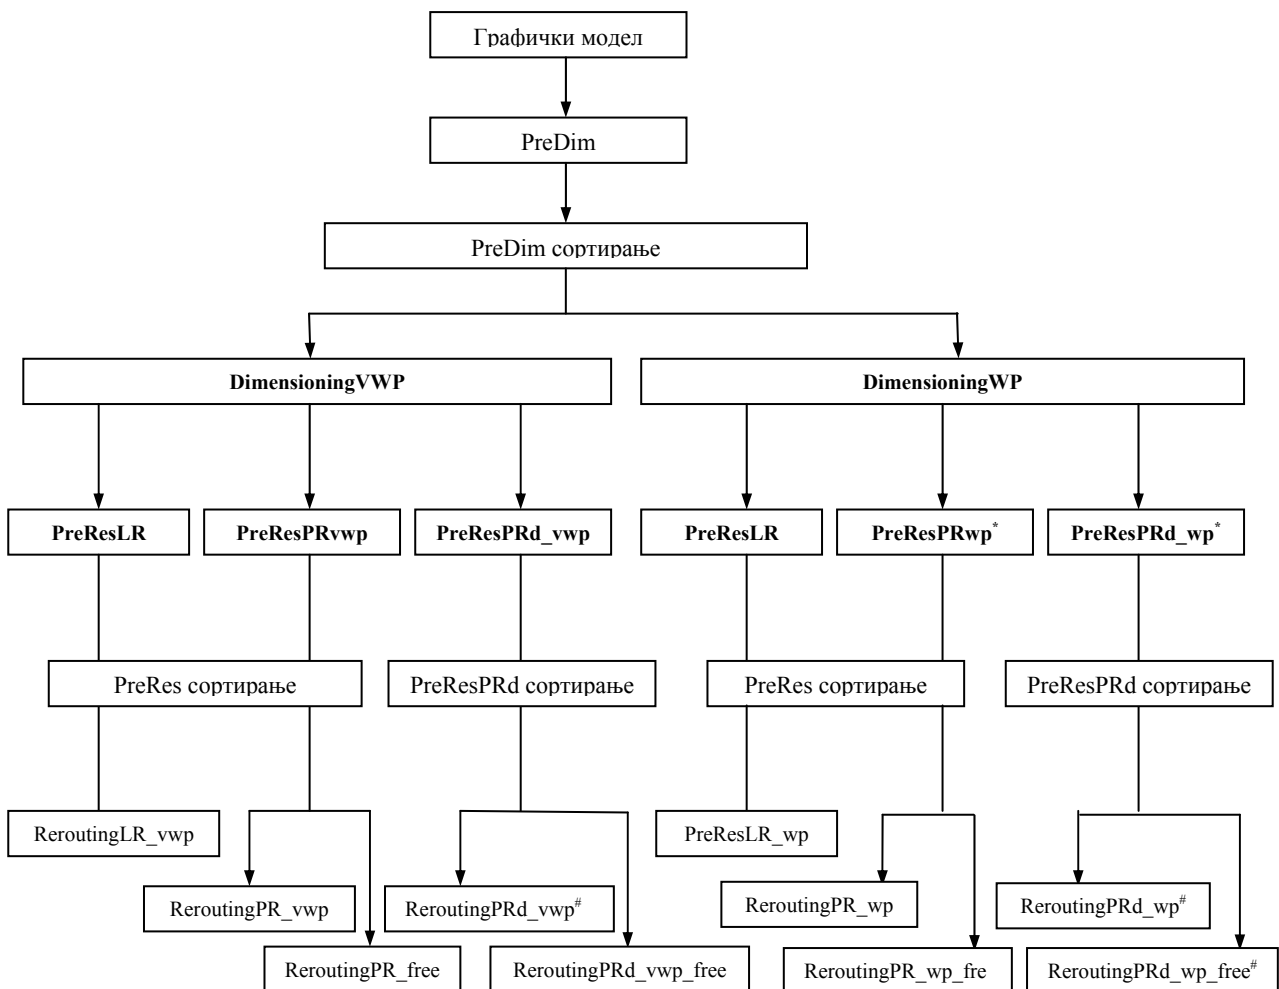 Графички модел
PreDim
PreDim сортирање
DimensioningVWP
DimensioningWP
PreResLR
PreResPRvwp
PreResPRd_vwp
PreResLR
PreResPRwp*
PreResPRd_wp*
PreRes сортирање
PreResPRd сортирање
PreRes сортирање
PreResPRd сортирање
ReroutingLR_vwp
PreResLR_wp
ReroutingPR_vwp
ReroutingPRd_vwp#
ReroutingPR_wp
ReroutingPRd_wp#
ReroutingPR_free
ReroutingPRd_vwp_free
ReroutingPR_wp_fre
ReroutingPRd_wp_free#